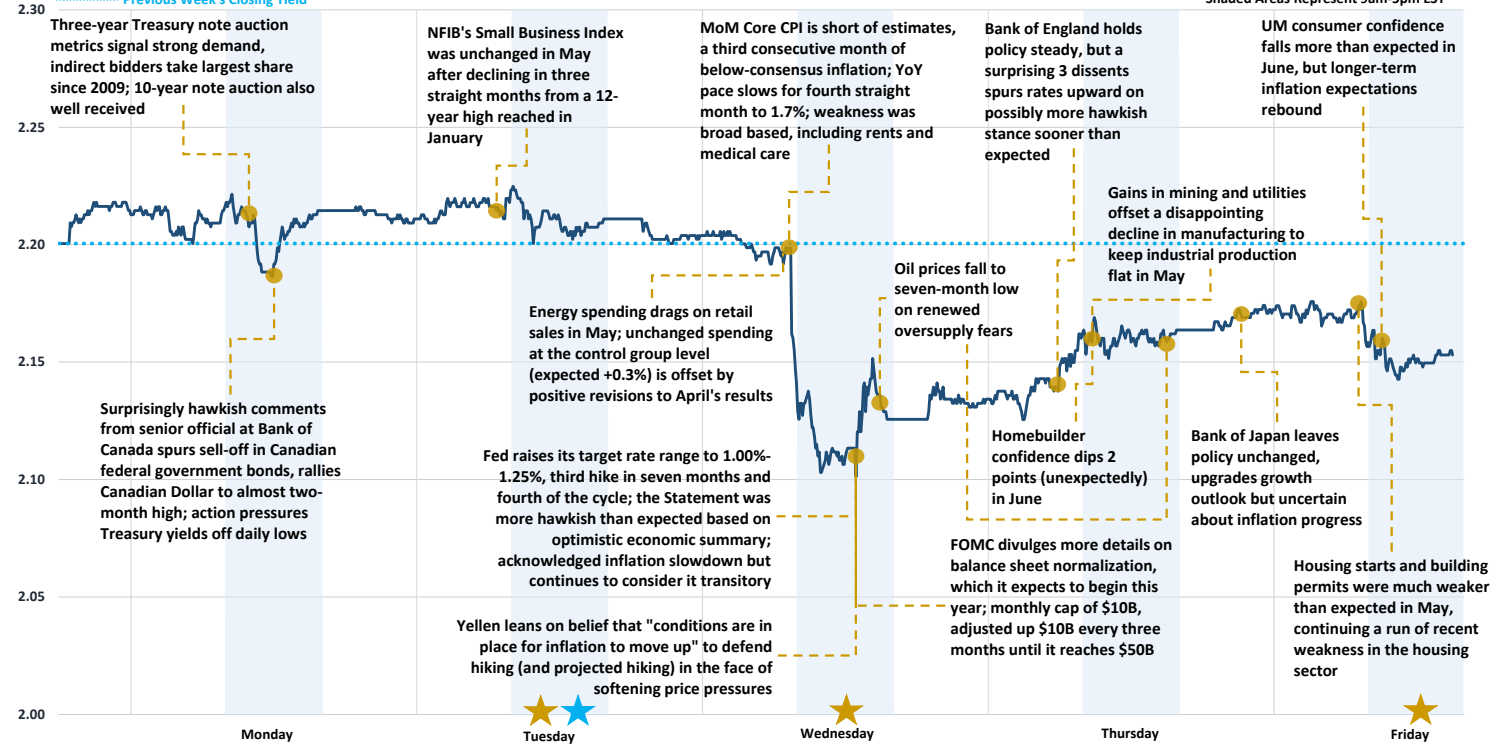 2.30
Previous Week's Closing Yield
Shaded Areas Represent 9am-5pm EST
Three-year Treasury note auction
metrics signal strong demand,
indirect bidders take largest share
since 2009; 10-year note auction also
well received
NFIB's Small Business Index
was unchanged in May
after declining in three
straight months from a 12-
year high reached in
January
MoM Core CPI is short of estimates,
a third consecutive month of
below-consensus inflation; YoY
pace slows for fourth straight
month to 1.7%; weakness was
broad based, including rents and
medical care
Bank of England holds
policy steady, but a
surprising 3 dissents
spurs rates upward on
possibly more hawkish
stance sooner than
expected
UM consumer confidence
falls more than expected in
June, but longer-term
inflation expectations
rebound
2.25
Gains in mining and utilities
offset a disappointing
decline in manufacturing to
keep industrial production
flat in May
2.20
Oil prices fall to
seven-month low
on renewed
oversupply fears
Energy spending drags on retail
sales in May; unchanged spending
at the control group level
(expected +0.3%) is offset by
positive revisions to April's results
2.15
Surprisingly hawkish comments
from senior official at Bank of
Canada spurs sell-off in Canadian
federal government bonds, rallies
Canadian Dollar to almost two-
month high; action pressures
Treasury yields off daily lows
Fed raises its target rate range to 1.00%-
1.25%, third hike in seven months and
fourth of the cycle; the Statement was
more hawkish than expected based on
optimistic economic summary;
acknowledged inflation slowdown but
continues to consider it transitory
Homebuilder
confidence dips 2
points (unexpectedly)
in June
Bank of Japan leaves
policy unchanged,
upgrades growth
outlook but uncertain
about inflation progress
2.10
FOMC divulges more details on
balance sheet normalization,
which it expects to begin this
year; monthly cap of $10B,
adjusted up $10B every three
months until it reaches $50B
Housing starts and building
permits were much weaker
than expected in May,
continuing a run of recent
weakness in the housing
sector
2.05
Yellen leans on belief that "conditions are in
place for inflation to move up" to defend
hiking (and projected hiking) in the face of
softening price pressures
2.00
Monday
Tuesday
Wednesday
Thursday
Friday